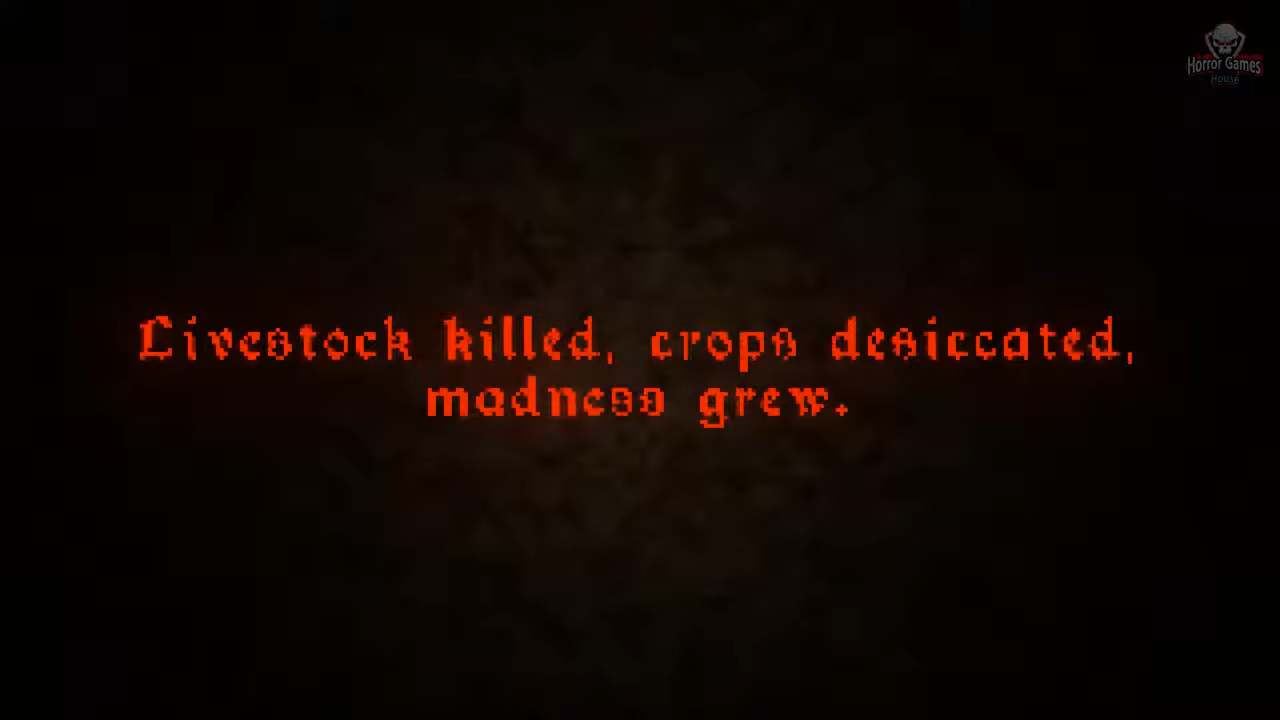 Horror Games
House
Livestock killed, crops desiccated,
madness grew.